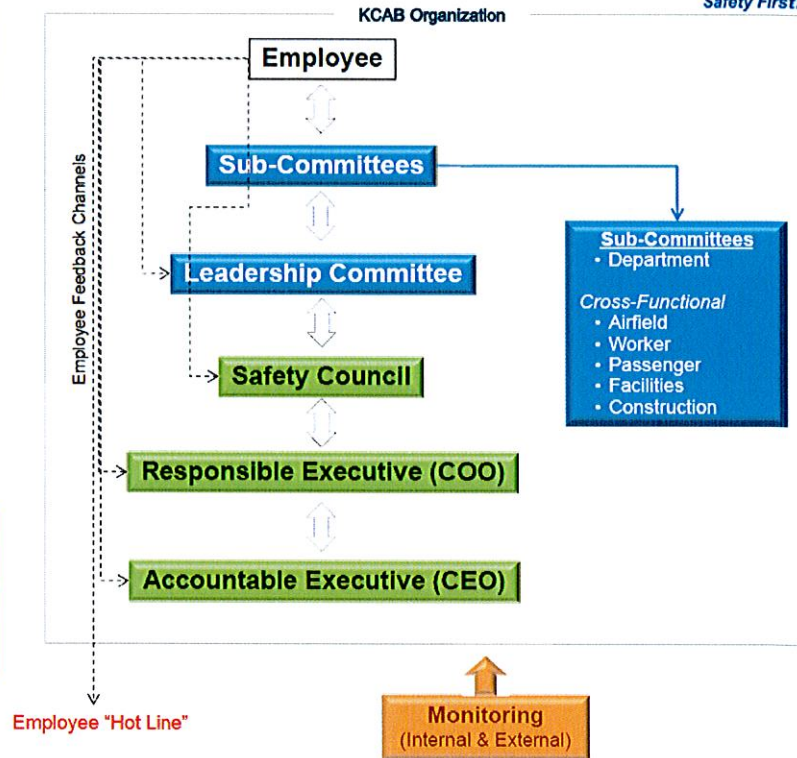 Safety First.
KCAB Organization
Employee
Employee Feedback Channels
Sub-Committees
Sub-Committees
• Department
Cross-Functional
• Airfield
• Worker
• Passenger
• Facilities
• Construction
Leadership Committee
Safety Council
Responsible Executive (COO)
Accountable Executive (CEO)
Employee "Hot Line"
Monitoring
(Internal & External)